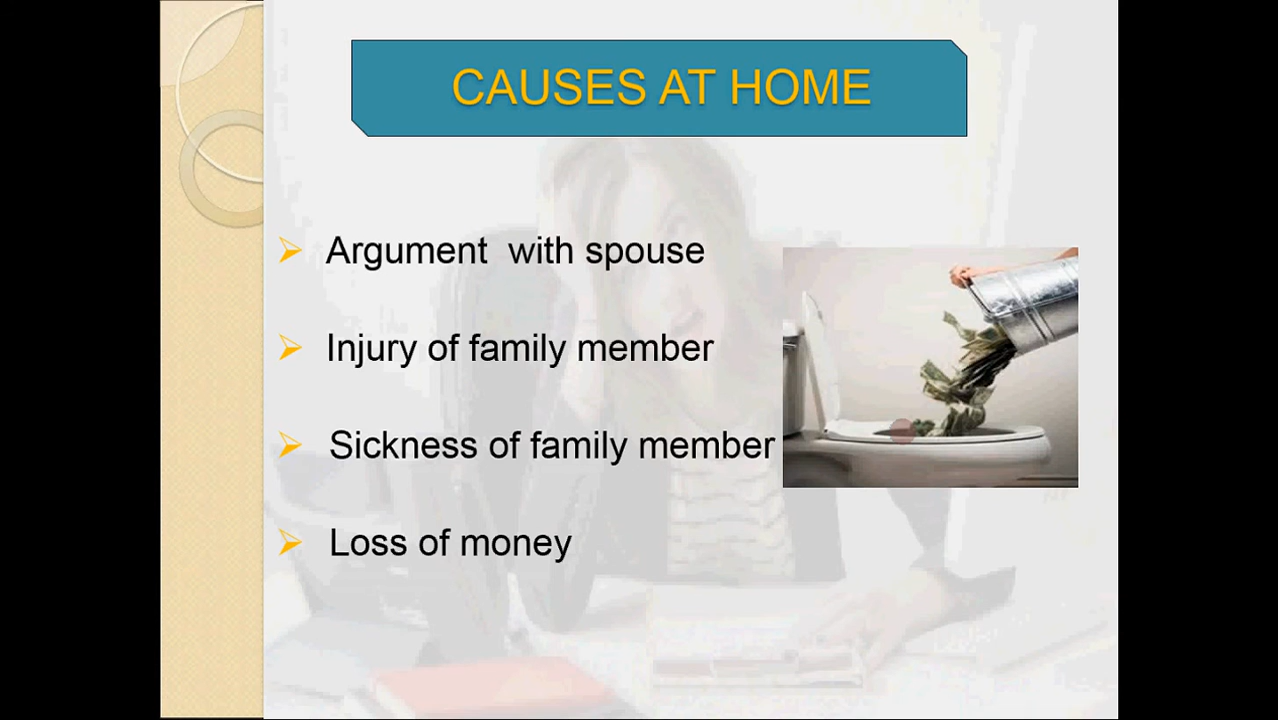 CAUSES AT HOME
Argument with spouse
Injury of family member
Sickness of family member
Loss of money